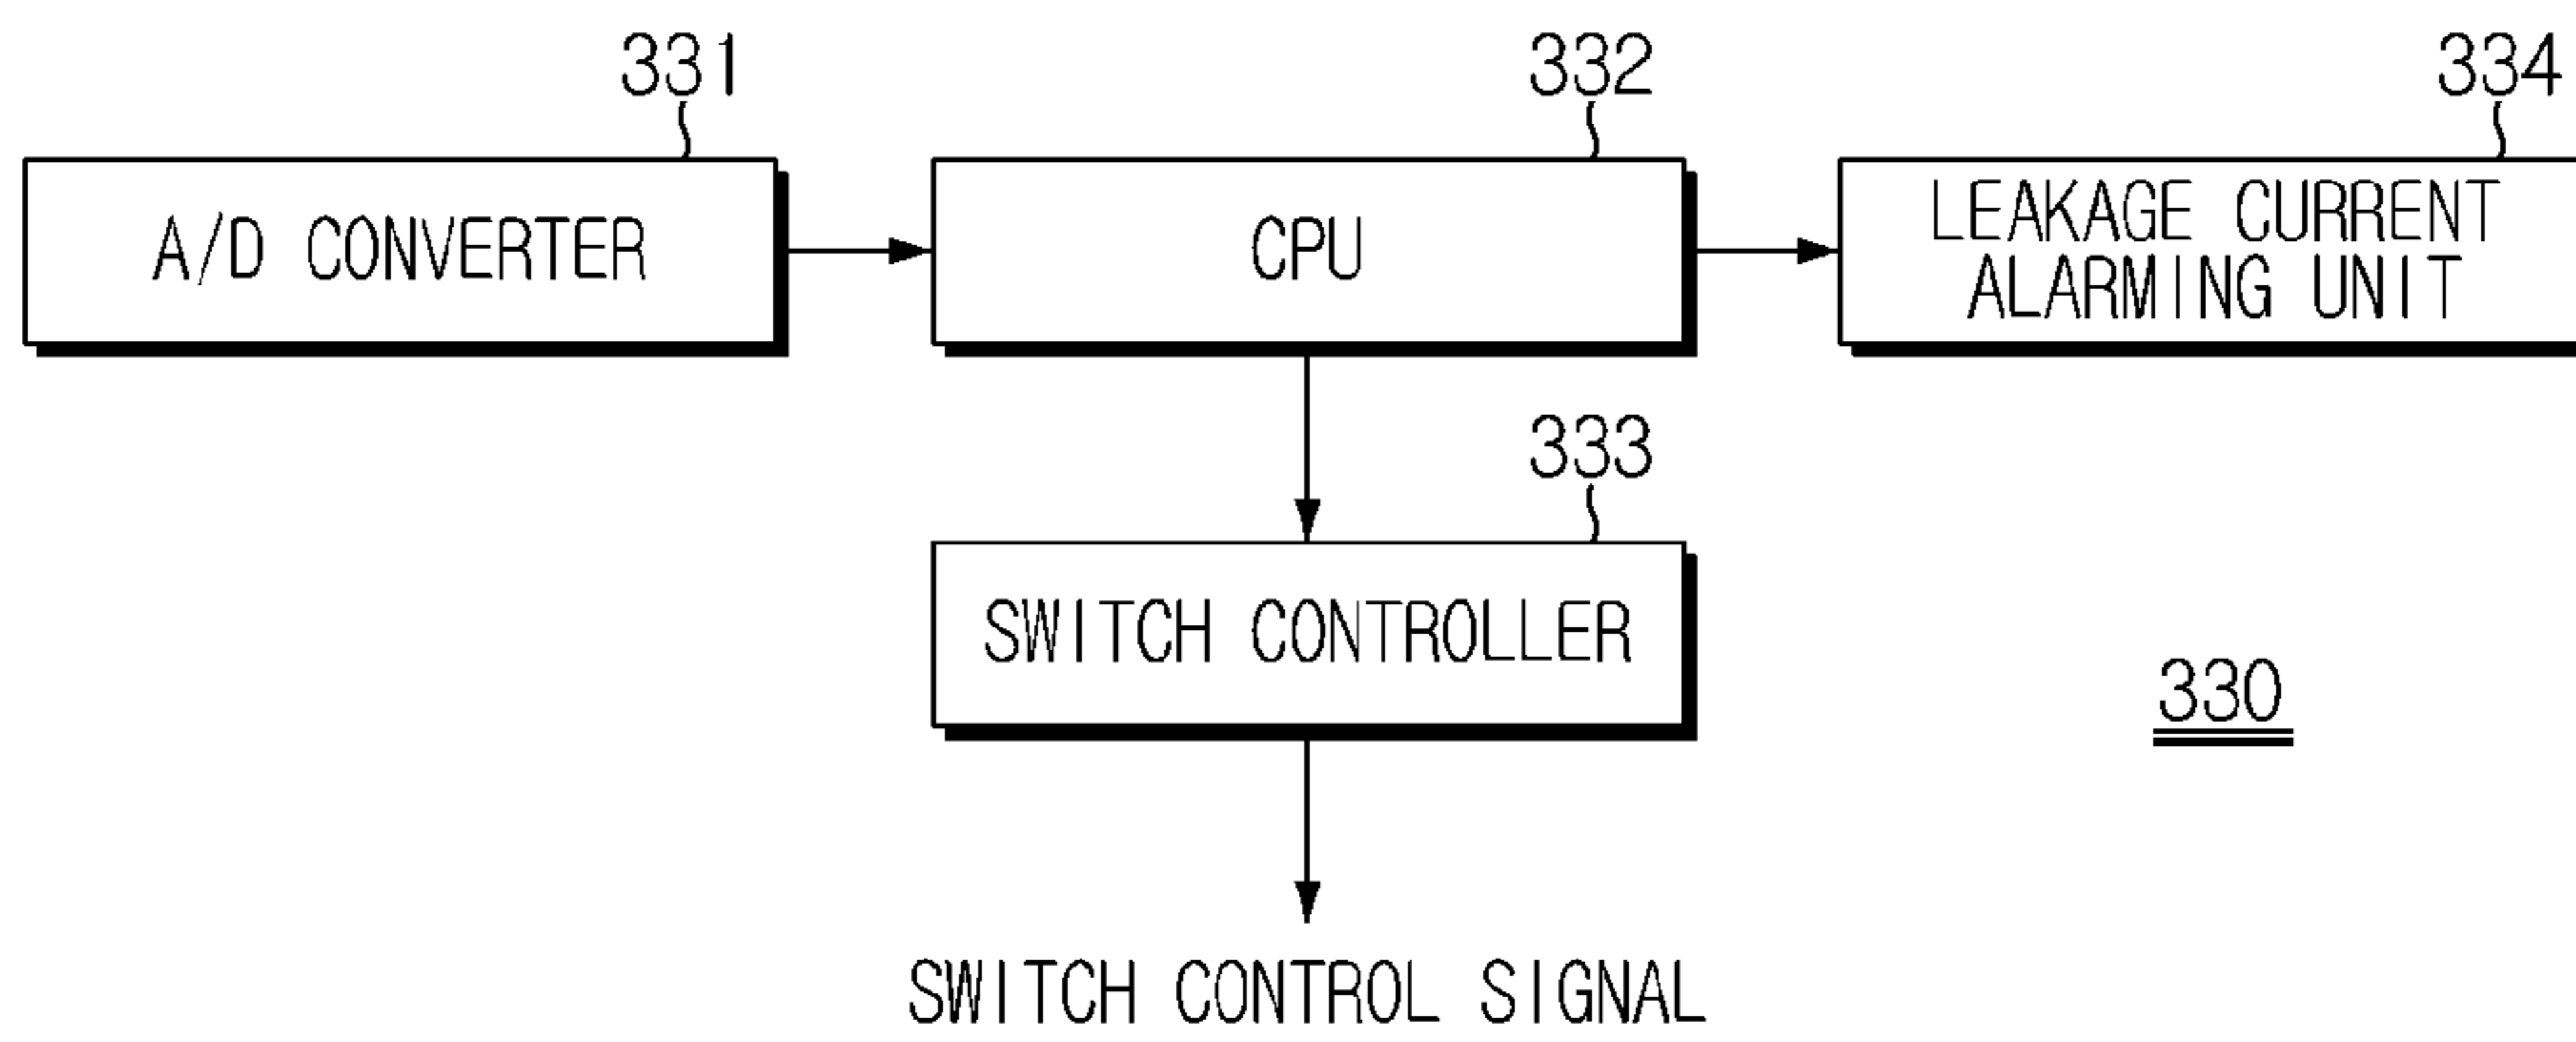 331
332
334
A/D CONVERTER
CPU
LEAKAGE CURRENT
ALARMING UNIT
333
SWITCH CONTROLLER
330
SWITCH CONTROL SIGNAL